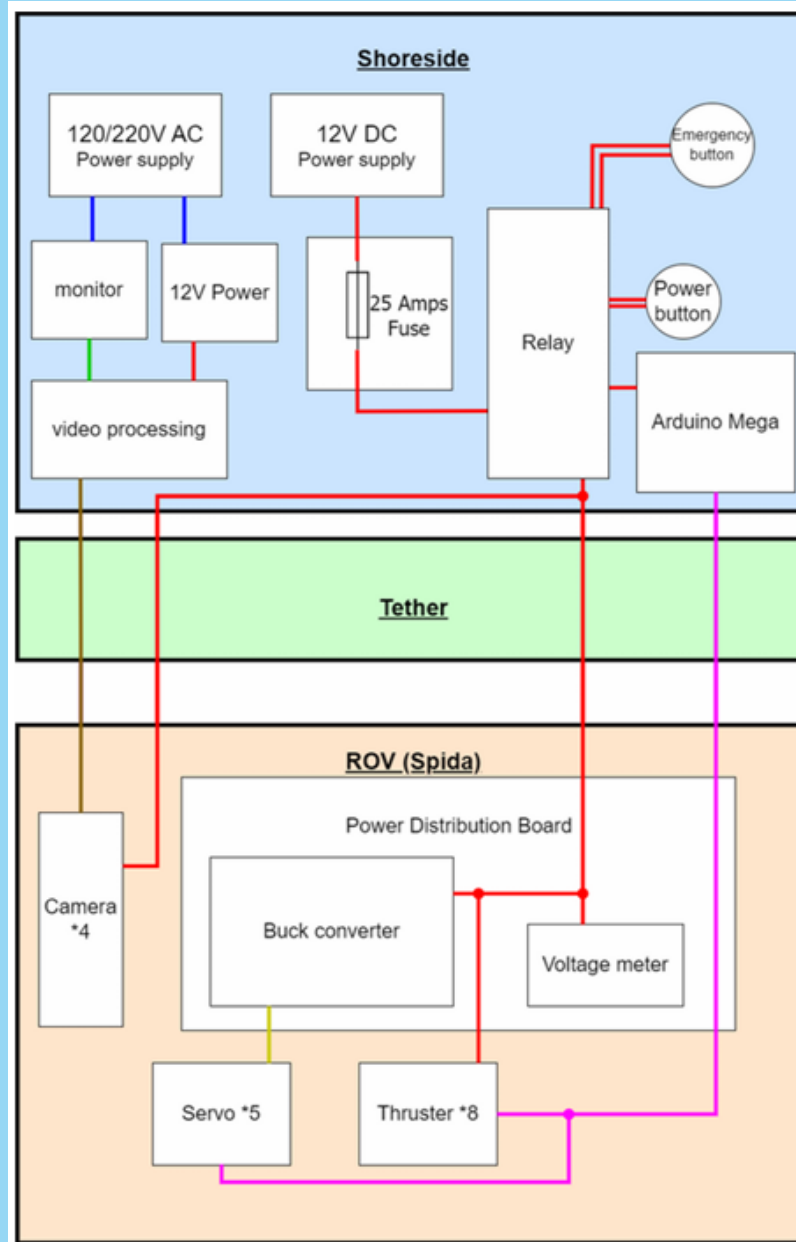 Shoreside
120/220V AC
Power supply
12V DC
Power supply
Emergency
button
monitor
12V Power
25 Amps
Fuse
Relay
Power
button
video processing
Arduino Mega
Tether
ROV (Spida)
Power Distribution Board
Camera
*4
Buck converter
Voltage meter
Servo *5
Thruster *8